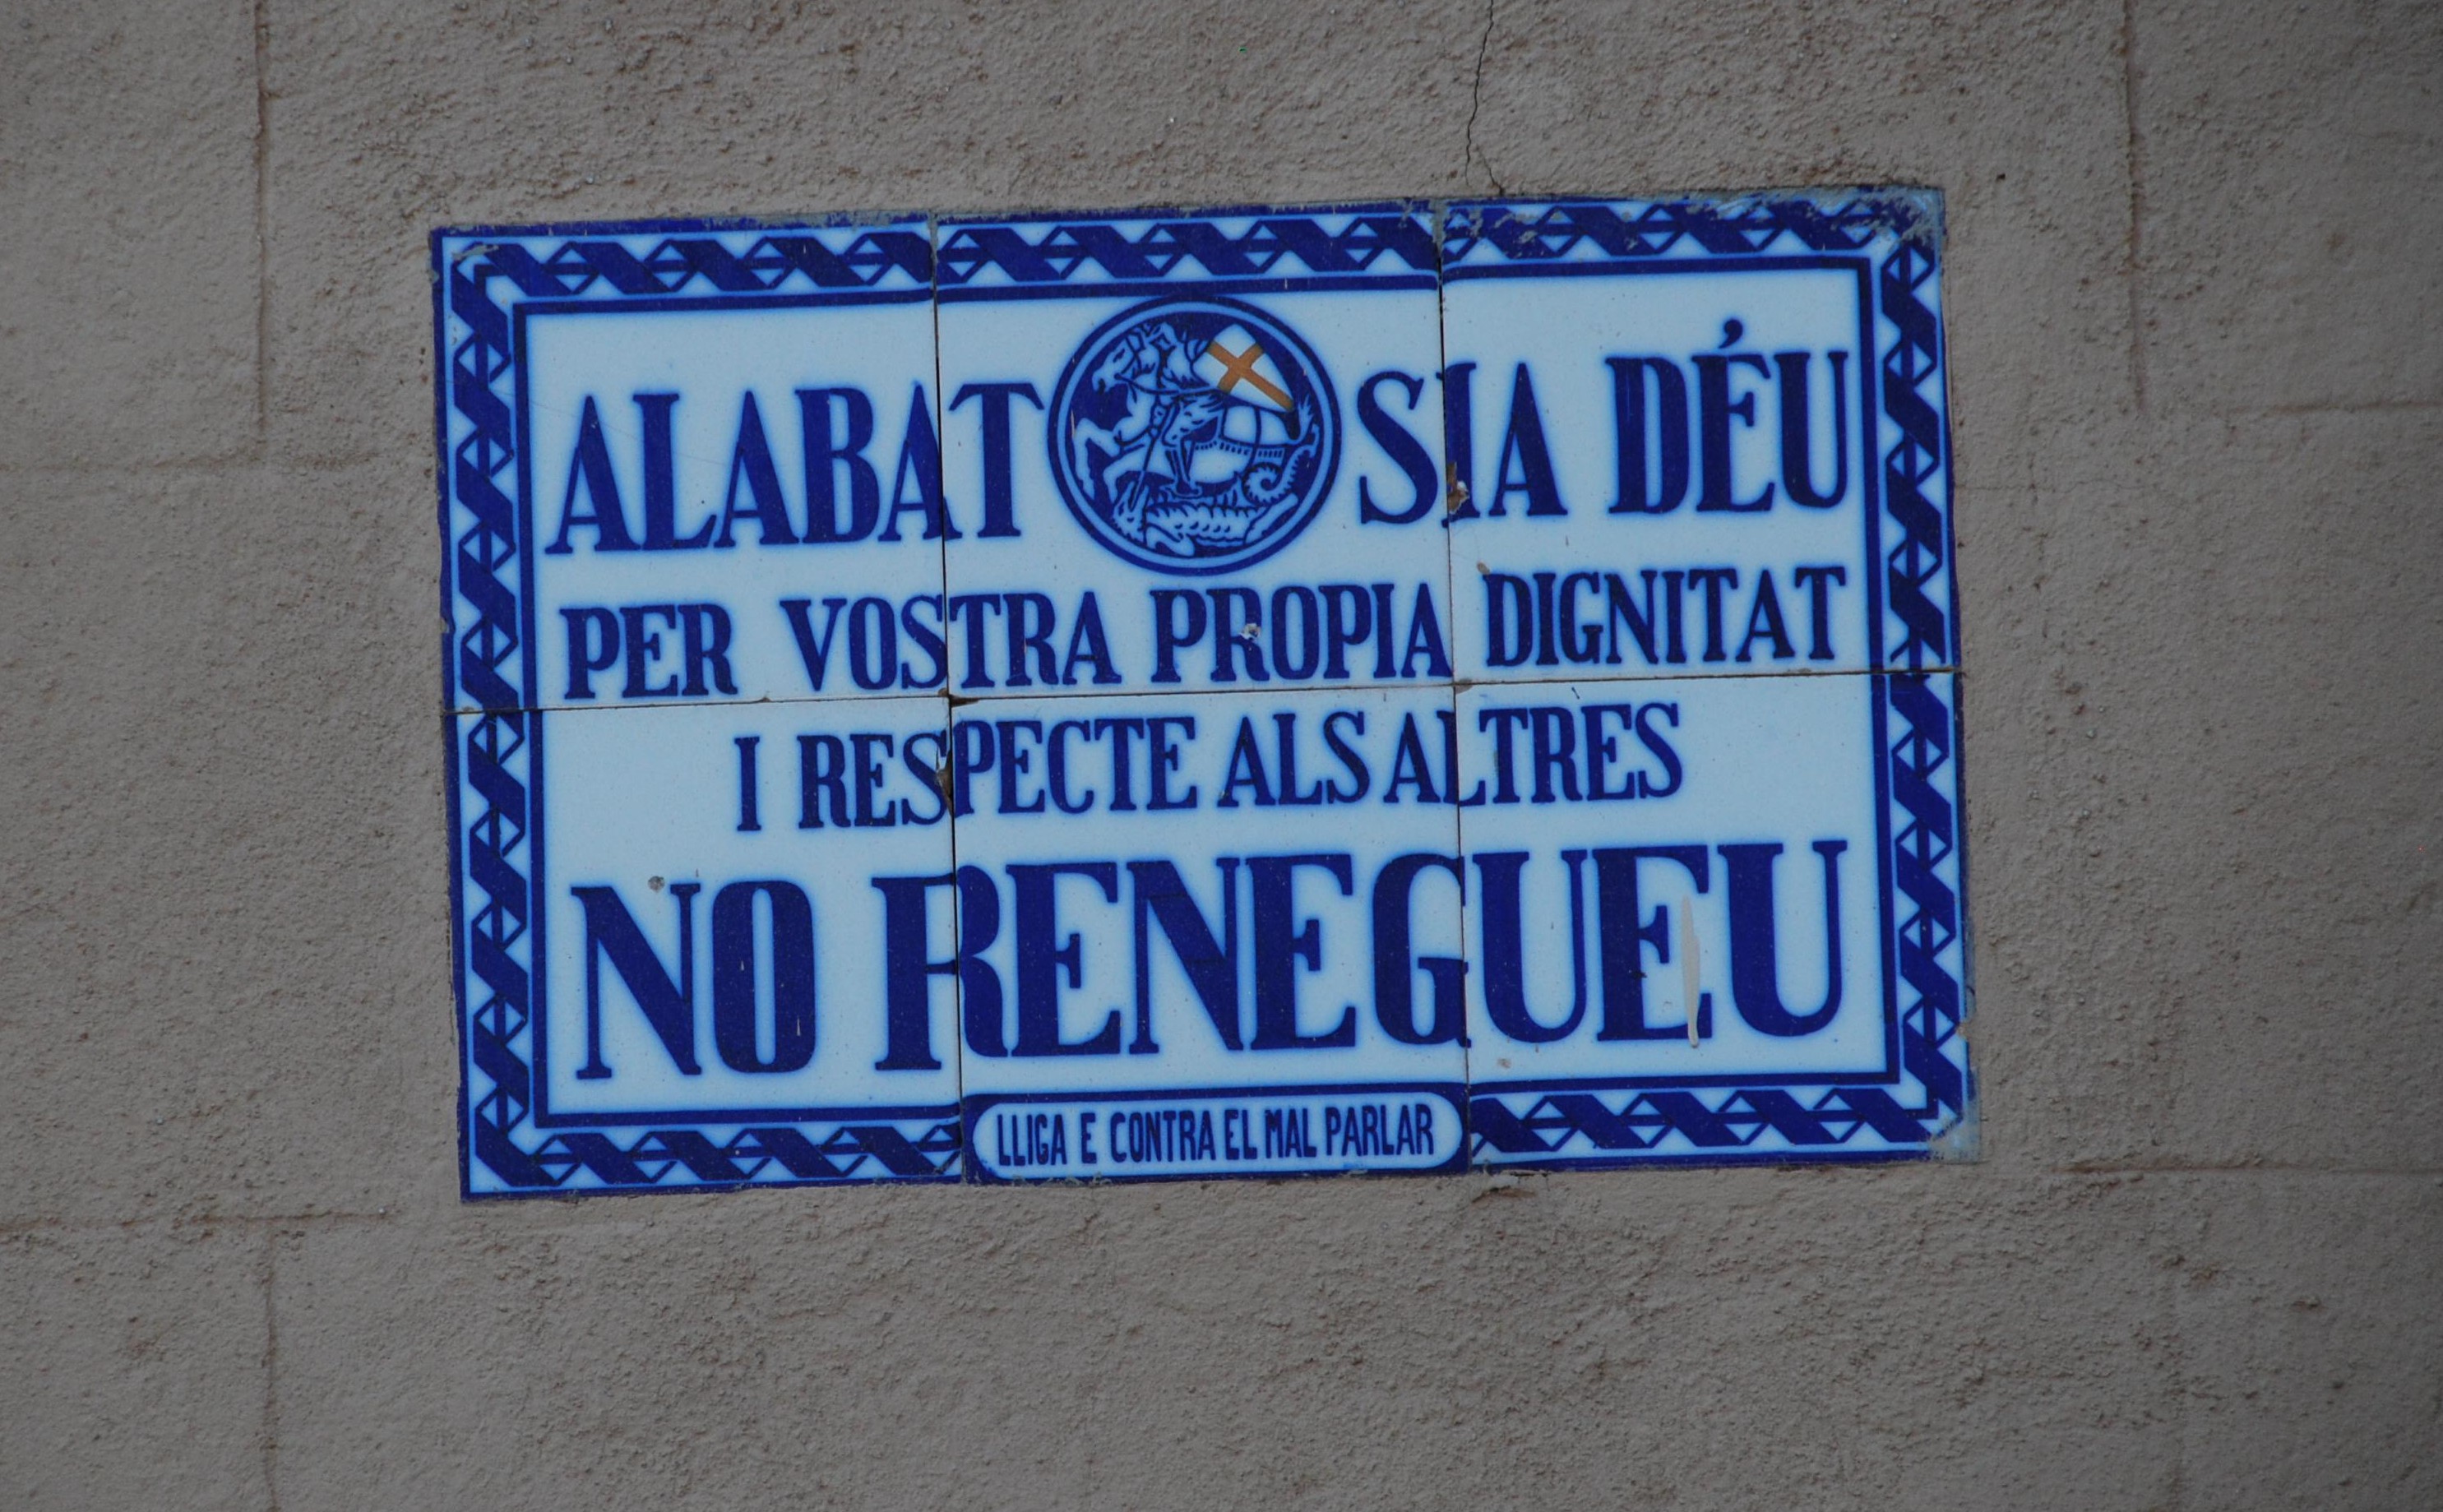 ALABAT SIA DÉU
PER VOSTRA PROPIA DIGNITAT
I RESPECTE ALS ALTRES
NO RENEGUEU
LLIGA E CONTRA EL MAL PARLAR